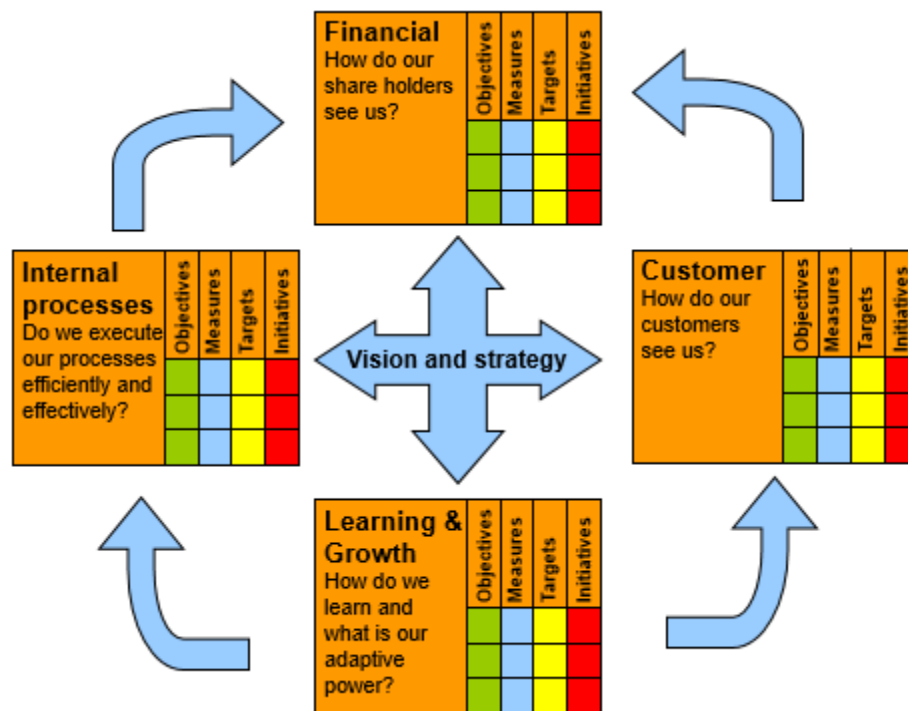 Financial
How do our
share holders
see us?
Objectives
Measures
Targets
Initiatives
Internal
processes
Do we execute
our processes
efficiently and
effectively?
Objectives
Measures
Targets
Initiatives
Vision and strategy
Customer
How do our
customers
see us?
Objectives
Measures
Targets
Initiatives
Learning &
Growth
How do we
learn and
what is our
adaptive
power?
Objectives
Measures
Targets
Initiatives